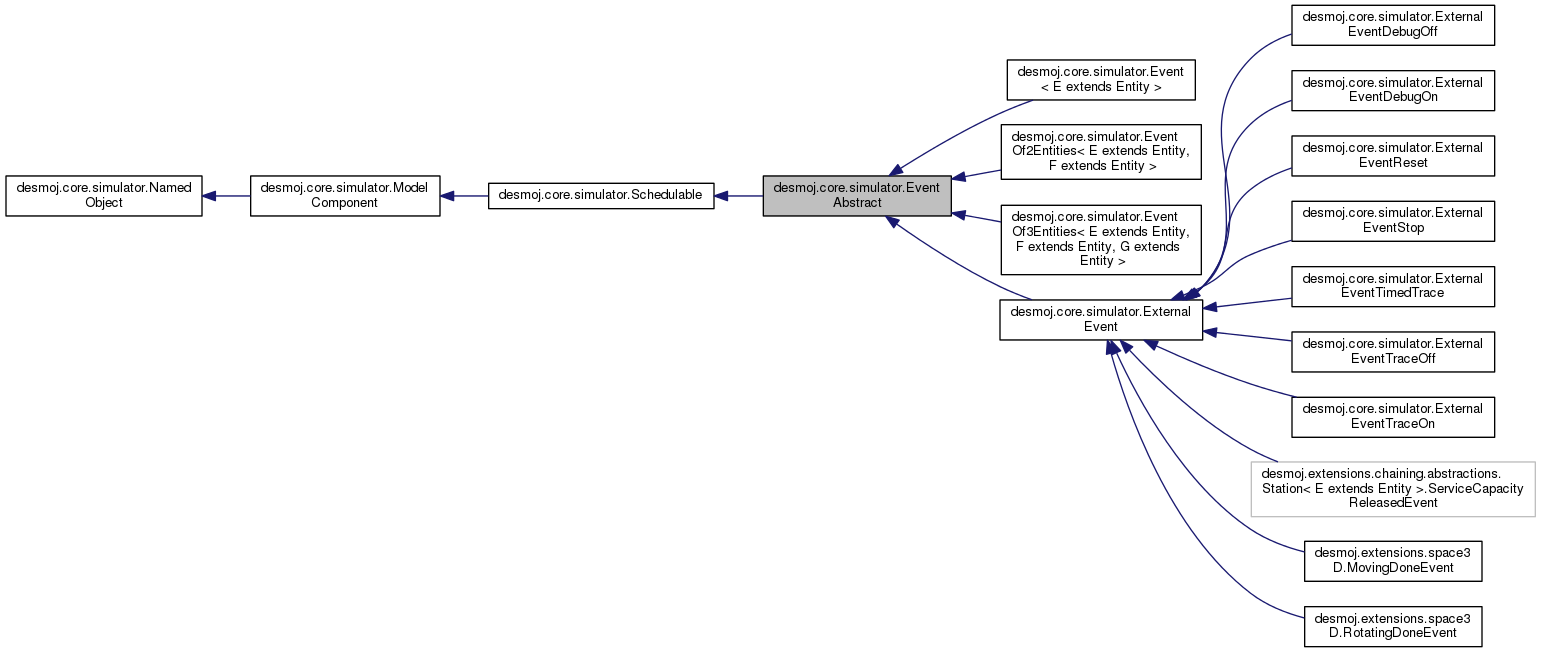 desmoj.core.simulator.Named
Object
desmoj.core.simulator.Model
Component
desmoj.core.simulator.Schedulable
desmoj.core.simulator.Event
Abstract
desmoj.core.simulator.Event
< E extends Entity >
desmoj.core.simulator.Event
Of2Entities< E extends Entity,
F extends Entity >
desmoj.core.simulator.Event
Of3Entities< E extends Entity,
F extends Entity, G extends
Entity >
desmoj.core.simulator.External
Event
desmoj.core.simulator.External
EventDebugOff
desmoj.core.simulator.External
EventDebugOn
desmoj.core.simulator.External
EventReset
desmoj.core.simulator.External
EventStop
desmoj.core.simulator.External
EventTimedTrace
desmoj.core.simulator.External
EventTraceOff
desmoj.core.simulator.External
EventTraceOn
desmoj.extensions.chaining.abstractions.
Station< E extends Entity >.ServiceCapacity
ReleasedEvent
desmoj.extensions.space3
D.MovingDoneEvent
desmoj.extensions.space3
D.RotatingDoneEvent